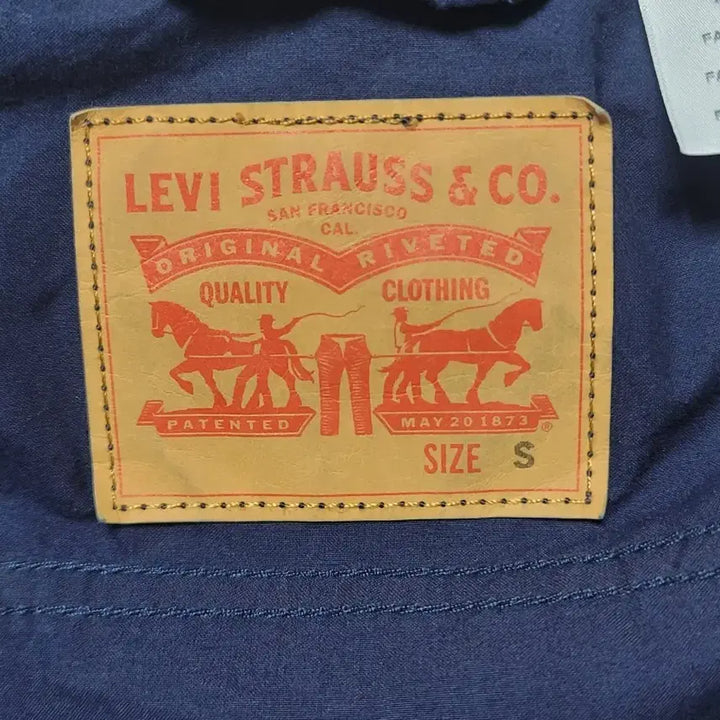 LEVI STRAUSS & CO.
SAN FRANCISCO
CAL.
ORIGINAL RIVETED
QUALITY CLOTHING
PATENTED MAY 20 1873 ®
SIZE S